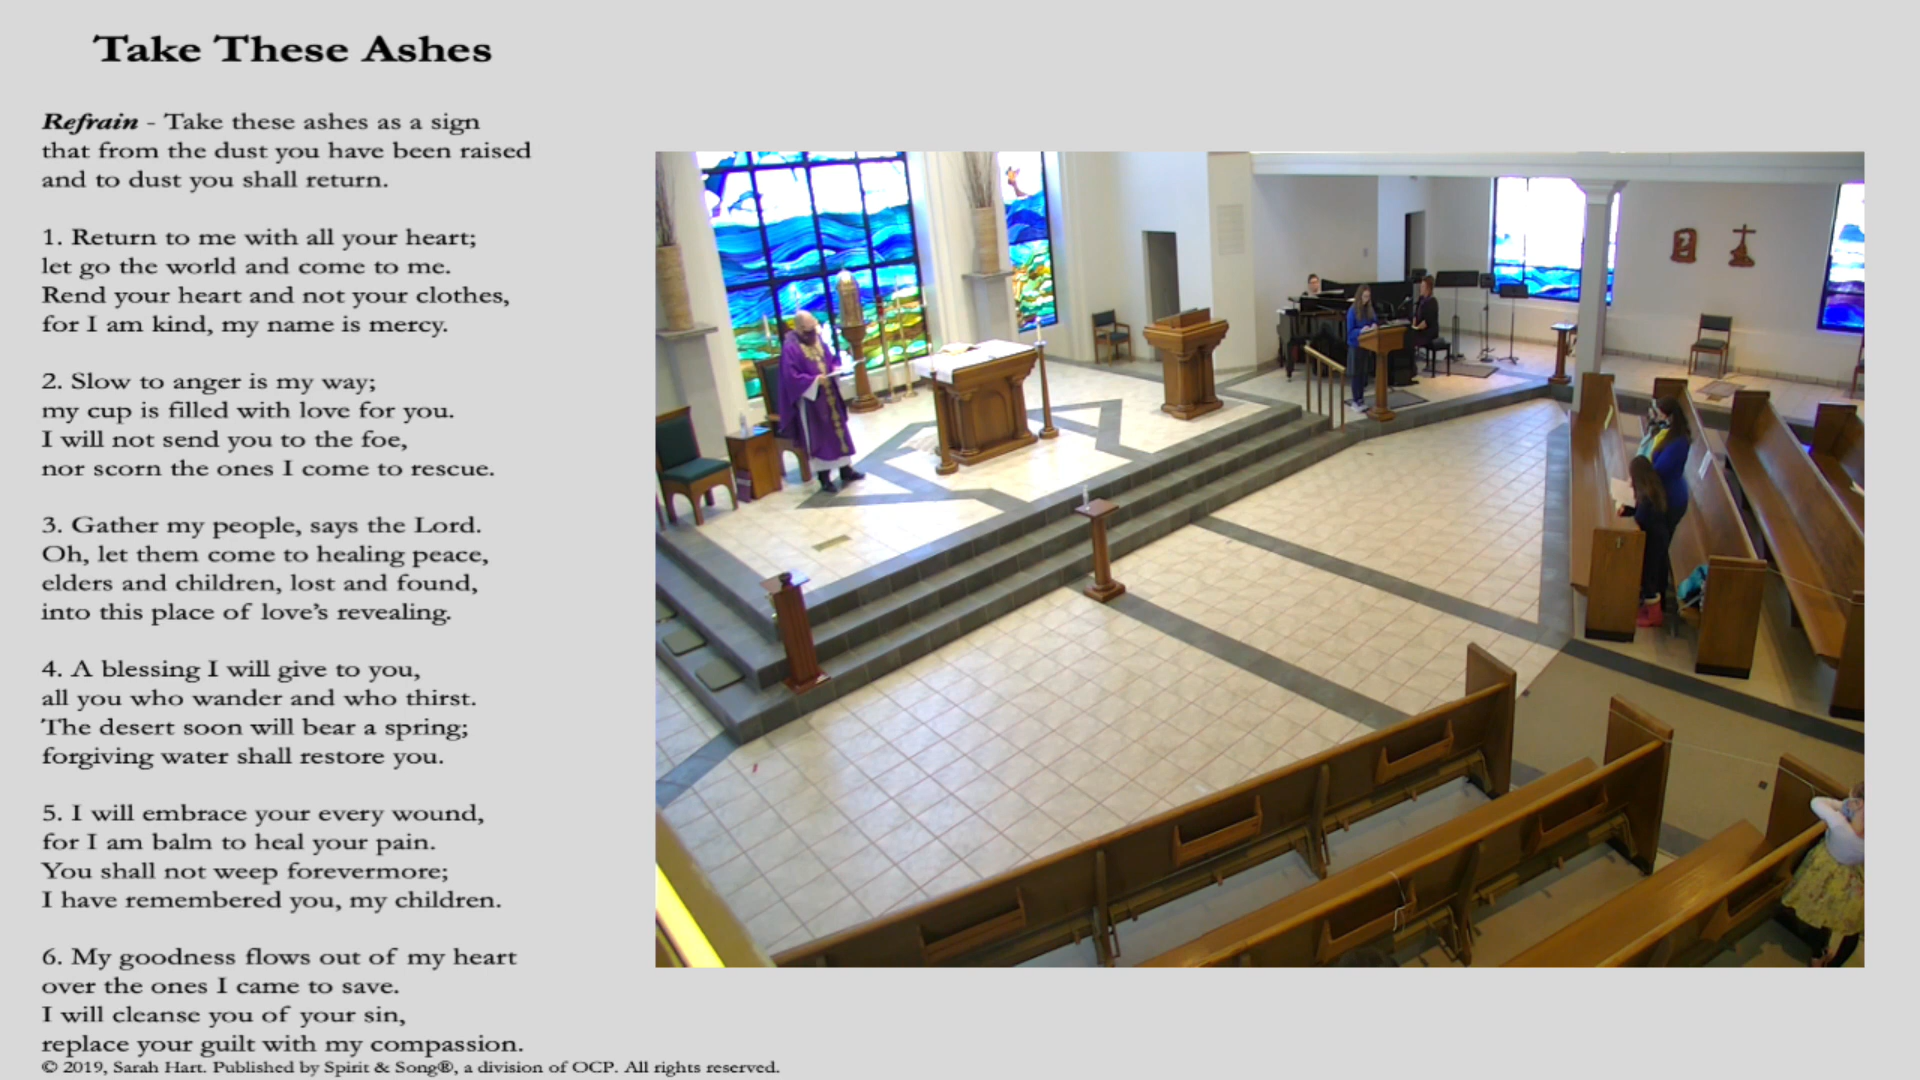 Take These Ashes
Refrain - Take these ashes as a sign
that from the dust you have been raised
and to dust you shall return.
1. Return to me with all your heart;
let go the world and come to me.
Rend your heart and not your clothes,
for I am kind, my name is mercy.
2. Slow to anger is my way;
my cup is filled with love for you.
I will not send you to the foe,
nor scorn the ones I come to rescue.
3. Gather my people, says the Lord.
Oh, let them come to healing peace,
elders and children, lost and found,
into this place of love’s revealing.
4. A blessing I will give to you,
all you who wander and who thirst.
The desert soon will bear a spring;
forgiving water shall restore you.
5. I will embrace your every wound,
for I am balm to heal your pain.
You shall not weep forevermore;
I have remembered you, my children.
6. My goodness flows out of my heart
over the ones I came to save.
I will cleanse you of your sin,
replace your guilt with my compassion.
© 2019, Sarah Hart. Published by Spirit & Song®, a division of OCP. All rights reserved.